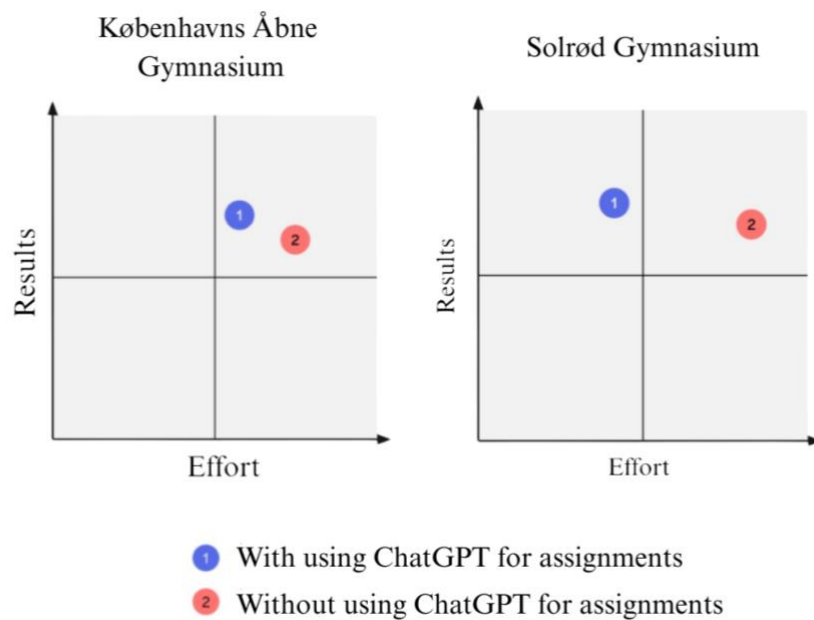 Københavns Åbne
Gymnasium
Results
1
2
Effort
Solrød Gymnasium
Results
1
2
Effort
1 With using ChatGPT for assignments
2 Without using ChatGPT for assignments